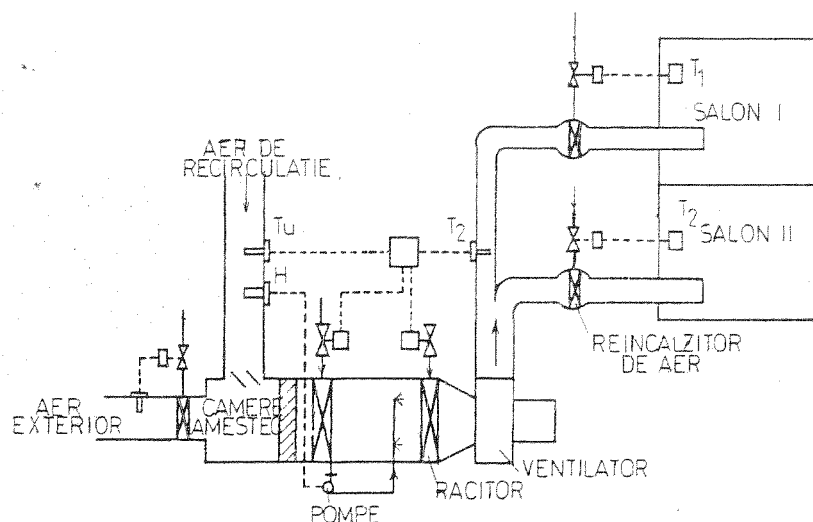 T1
SALON I
AER DE
RECIRCULATIE
Tu
T2
T2
SALON II
H
REINCALZITOR
DE AER
AER
EXTERIOR
CAMERE
AMESTEC
VENTILATOR
RACITOR
POMPE